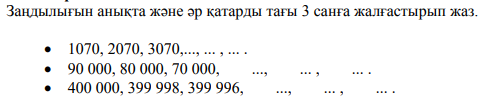 Заңдылығын анықта және әр қатарды тағы 3 санға жалғастырып жаз.
• 1070, 2070, 3070,..., ... , ... .
• 90 000, 80 000, 70 000, ..., ... , ... .
• 400 000, 399 998, 399 996, ..., ... , ... .